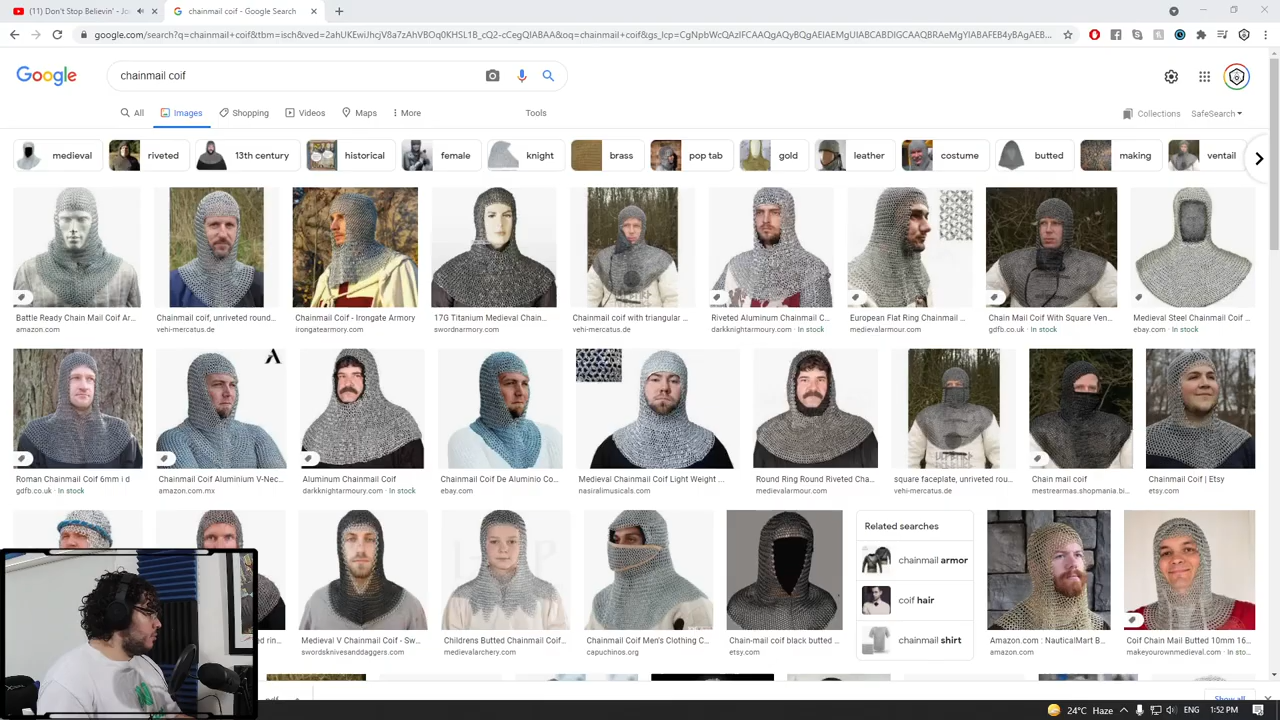 (11) Don't Stop Believin' - Jo
chainmail coif - Google Search
google.com/search?q=chainmail+coif&tbm=isch&ved=2ahUKEwiJhcjV8a7zAhVBOq0KHSL1B_cQ2-cCegQIABAA&oq=chainmail+coif&gs_lcp=CgNpbWcQAzIFCAAQgAQyBQgAEIAEMgUIABCABDIGCAAQBRAeMgYIABAFEB4yBAgAEB...
Google
chainmail coif
All Images Shopping Videos Maps More Tools
Collections SafeSearch
medieval riveted 13th century historical female knight brass pop tab gold leather costume butted making ventail
Battle Ready Chain Mail Coif Ar...
amazon.com
Chainmail coif, unriveted round...
vehi-mercatus.de
Chainmail Coif - Irongate Armory
irongatearmory.com
17G Titanium Medieval Chain...
swordnarmory.com
Chainmail coif with triangular ...
vehi-mercatus.de
Riveted Aluminum Chainmail C...
darkknightarmoury.com · In stock
European Flat Ring Chainmail ...
medievalarmour.com
Chain Mail Coif With Square Ven...
gdfb.co.uk · In stock
Medieval Steel Chainmail Coif ...
ebay.com · In stock
Roman Chainmail Coif 6mm i d
gdfb.co.uk · In stock
Chainmail Coif Aluminium V-Nec...
amazon.com.mx
Aluminum Chainmail Coif
darkknightarmoury.com · In stock
Chainmail Coif De Aluminio Co...
ebay.com
Medieval Chainmail Coif Light Weight ...
nasiralimusicals.com
Round Ring Round Riveted Cha...
medievalarmour.com
square faceplate, unriveted rou...
vehi-mercatus.de
Chain mail coif
mestrearmas.shopmania.bi...
Chainmail Coif | Etsy
etsy.com
Related searches
chainmail armor
coif hair
chainmail shirt
ed rin...
Medieval V Chainmail Coif - Sw...
swordsknivesanddaggers.com
Childrens Butted Chainmail Coif...
medievalarchery.com
Chainmail Coif Men's Clothing C...
capuchinos.org
Chain-mail coif black butted ...
etsy.com
Amazon.com : NauticalMart B...
amazon.com
Coif Chain Mail Butted 10mm 16...
makeyourownmedieval.com · In sto...
Show all
24°C Haze
ENG
1:52 PM